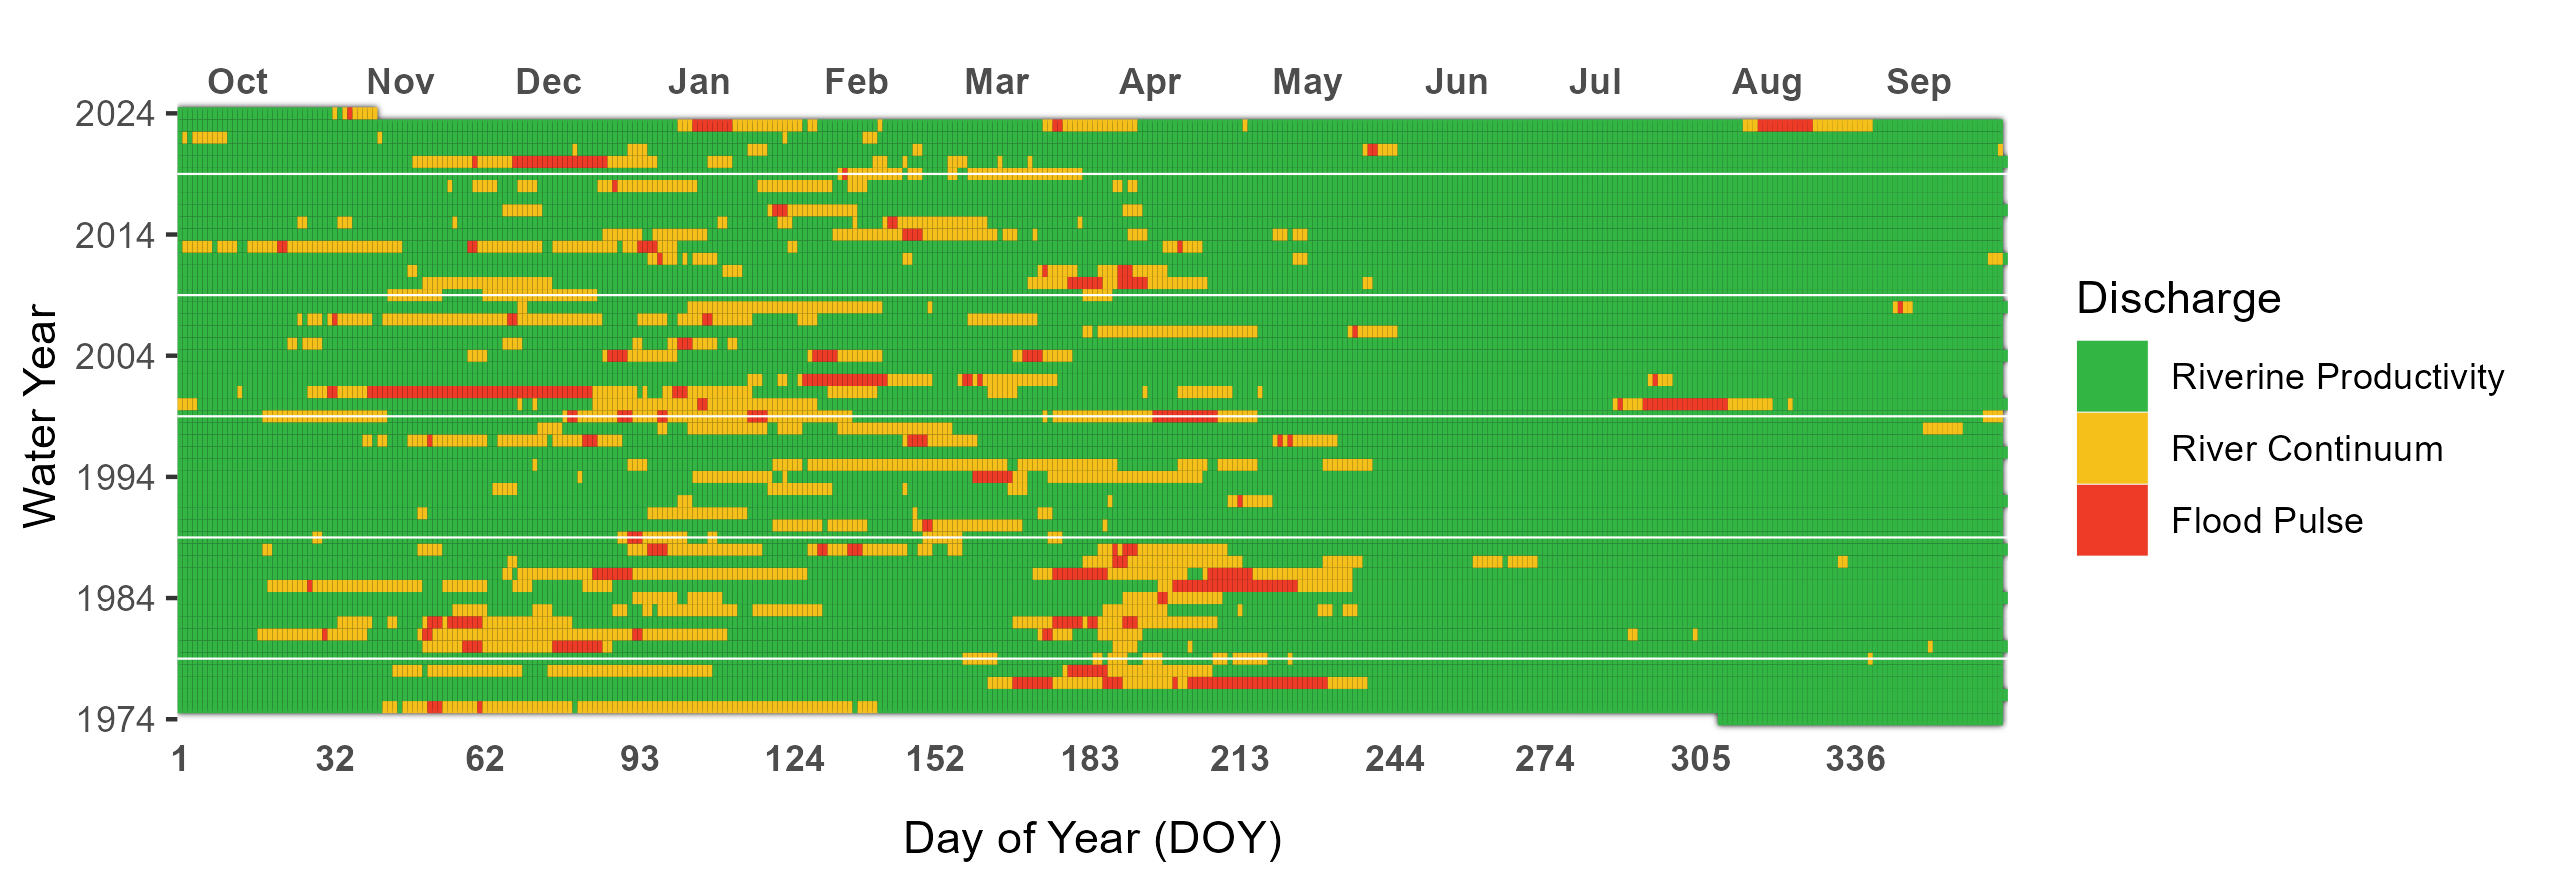 Oct Nov Dec Jan Feb Mar Apr May Jun Jul Aug Sep
2024
2014
2004
1994
1984
1974
Water Year
1 32 62 93 124 152 183 213 244 274 305 336
Day of Year (DOY)
Discharge
Riverine Productivity
River Continuum
Flood Pulse